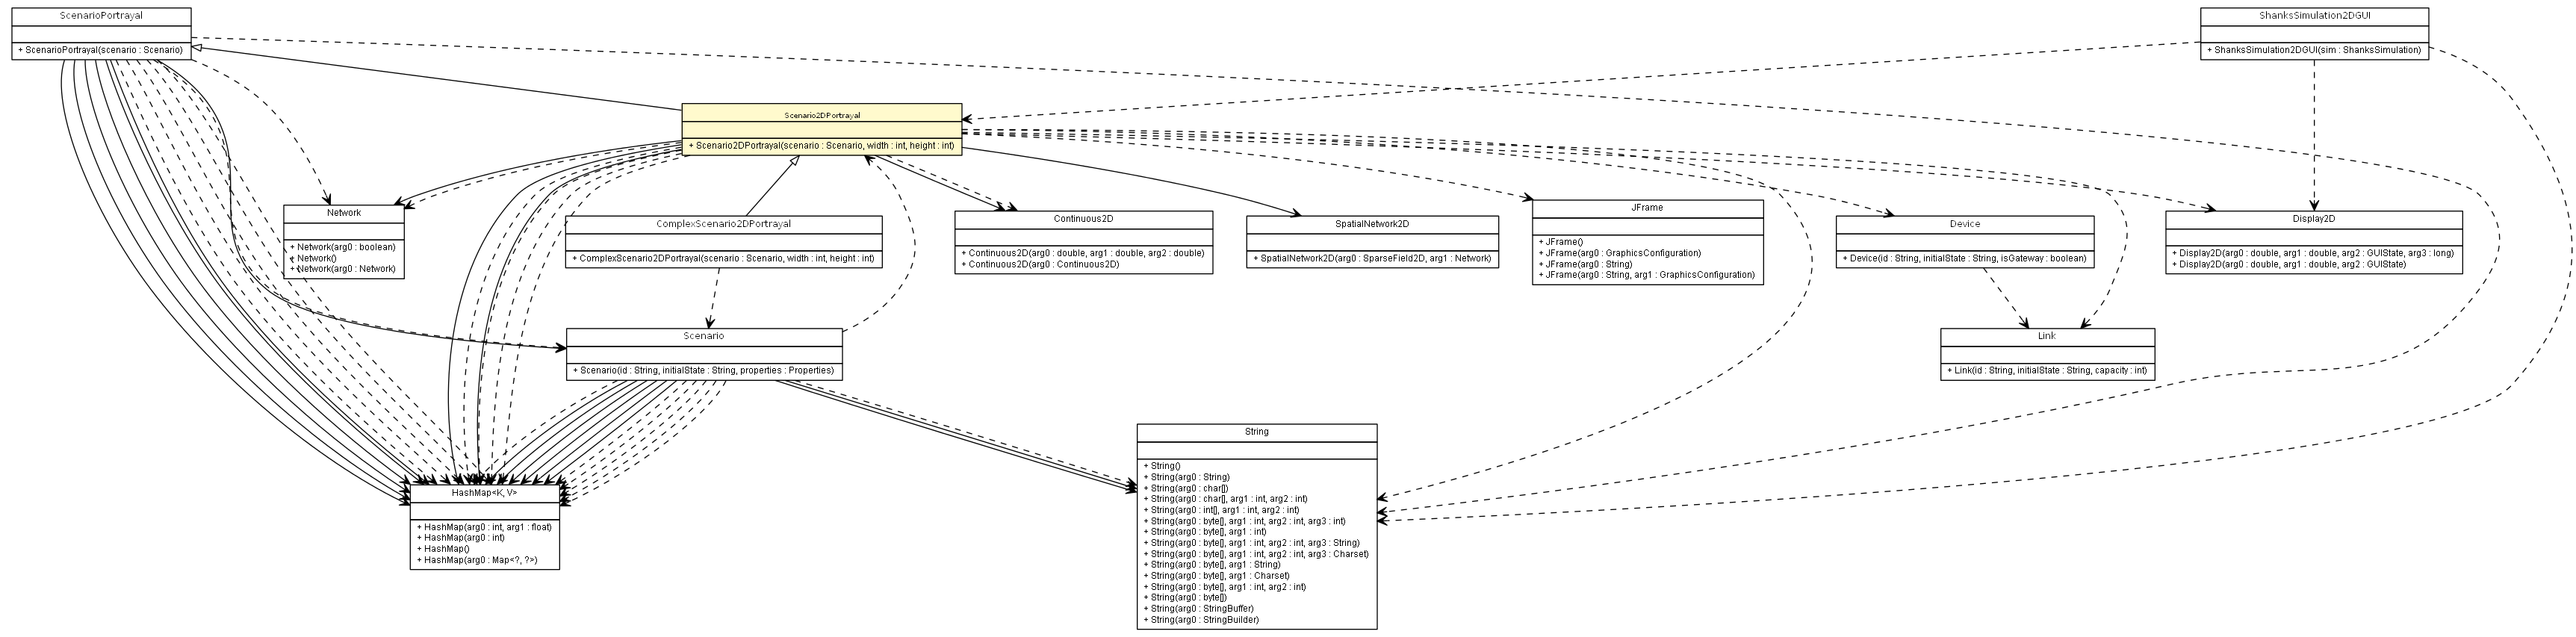 ScenarioPortrayal
+ ScenarioPortrayal(scenario : Scenario)
ShanksSimulation2DGUI
+ ShanksSimulation2DGUI(sim : ShanksSimulation)
Scenario2DPortrayal
+ Scenario2DPortrayal(scenario : Scenario, width : int, height : int)
Network
+ Network(arg0 : boolean)
+ Network()
+ Network(arg0 : Network)
ComplexScenario2DPortrayal
+ ComplexScenario2DPortrayal(scenario : Scenario, width : int, height : int)
Continuous2D
+ Continuous2D(arg0 : double, arg1 : double, arg2 : double)
+ Continuous2D(arg0 : Continuous2D)
SpatialNetwork2D
+ SpatialNetwork2D(arg0 : SparseField2D, arg1 : Network)
JFrame
+ JFrame()
+ JFrame(arg0 : GraphicsConfiguration)
+ JFrame(arg0 : String)
+ JFrame(arg0 : String, arg1 : GraphicsConfiguration)
Device
+ Device(id : String, initialState : String, isGateway : boolean)
Display2D
+ Display2D(arg0 : double, arg1 : double, arg2 : GUIState, arg3 : long)
+ Display2D(arg0 : double, arg1 : double, arg2 : GUIState)
Scenario
+ Scenario(id : String, initialState : String, properties : Properties)
Link
+ Link(id : String, initialState : String, capacity : int)
HashMap<K, V>
+ HashMap(arg0 : int, arg1 : float)
+ HashMap(arg0 : int)
+ HashMap()
+ HashMap(arg0 : Map<?, ?>)
String
+ String()
+ String(arg0 : String)
+ String(arg0 : char[])
+ String(arg0 : char[], arg1 : int, arg2 : int)
+ String(arg0 : int[], arg1 : int, arg2 : int)
+ String(arg0 : byte[], arg1 : int, arg2 : int, arg3 : int)
+ String(arg0 : byte[], arg1 : int)
+ String(arg0 : byte[], arg1 : int, arg2 : int, arg3 : String)
+ String(arg0 : byte[], arg1 : int, arg2 : int, arg3 : Charset)
+ String(arg0 : byte[], arg1 : String)
+ String(arg0 : byte[], arg1 : Charset)
+ String(arg0 : byte[], arg1 : int, arg2 : int)
+ String(arg0 : byte[])
+ String(arg0 : StringBuffer)
+ String(arg0 : StringBuilder)